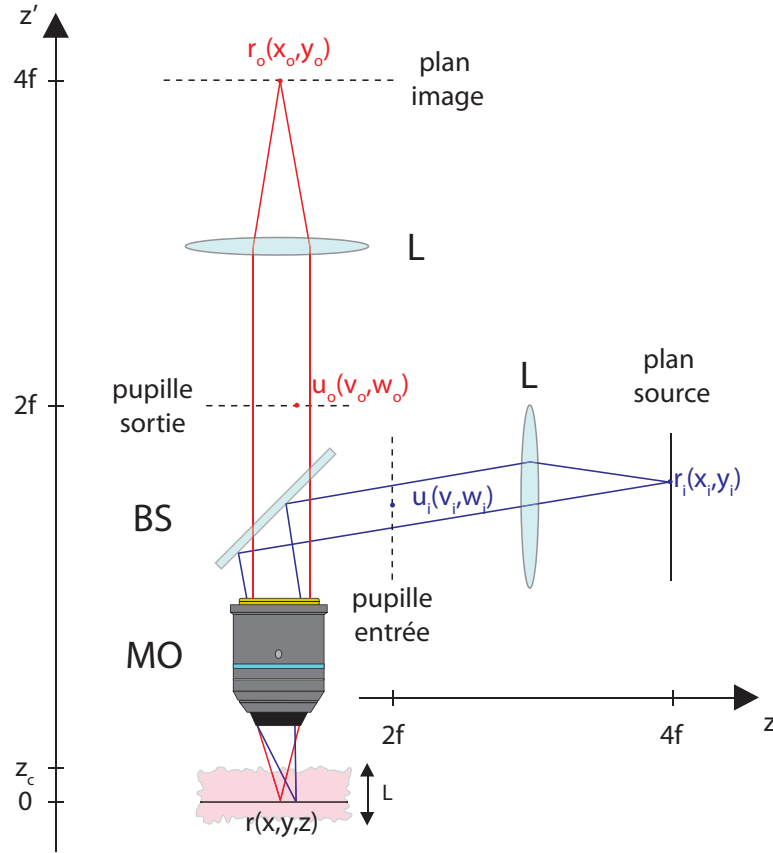 z'
r_o(x_o,y_o)
4f
plan
image
L
plan
source
L
pupille
sortie
u_o(v_o,w_o)
2f
r_i(x_i,y_i)
u_i(v_i,w_i)
BS
pupille
entrée
MO
2f
4f
z
z_c
L
0
r(x,y,z)